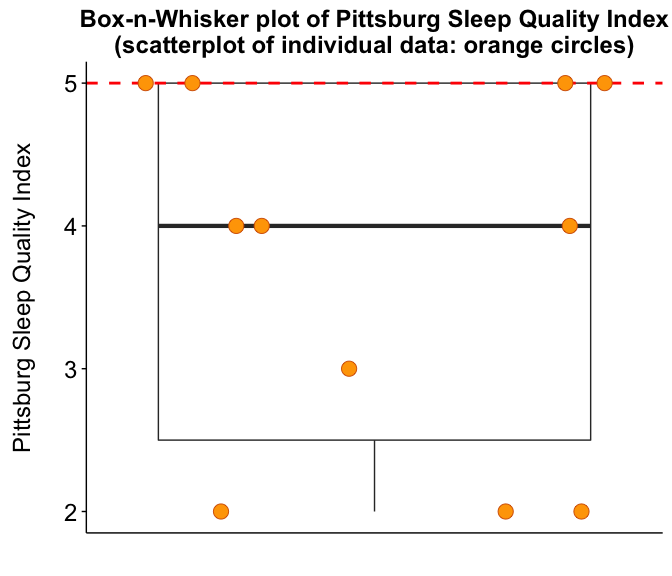 Box-n-Whisker plot of Pittsburg Sleep Quality Index
(scatterplot of individual data: orange circles)
Pittsburg Sleep Quality Index
5
4
3
2